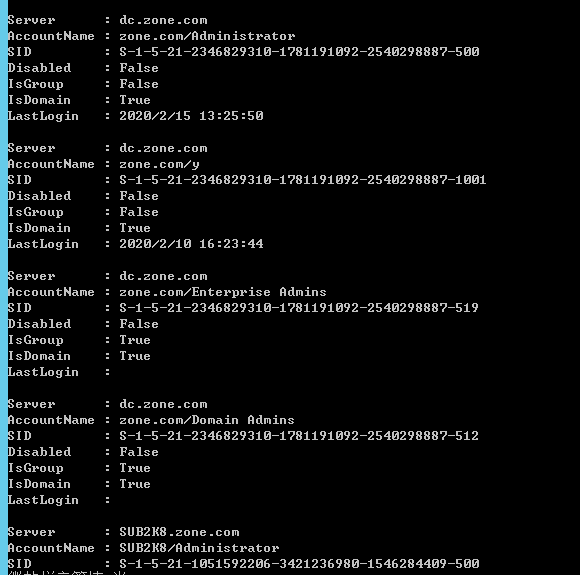 Server : dc.zone.com
AccountName : zone.com/Administrator
SID : S-1-5-21-2346829310-1781191092-2540298887-500
Disabled : False
IsGroup : False
IsDomain : True
LastLogin : 2020/2/15 13:25:50
Server : dc.zone.com
AccountName : zone.com/y
SID : S-1-5-21-2346829310-1781191092-2540298887-1001
Disabled : False
IsGroup : False
IsDomain : True
LastLogin : 2020/2/10 16:23:44
Server : dc.zone.com
AccountName : zone.com/Enterprise Admins
SID : S-1-5-21-2346829310-1781191092-2540298887-519
Disabled : False
IsGroup : True
IsDomain : True
LastLogin :
Server : dc.zone.com
AccountName : zone.com/Domain Admins
SID : S-1-5-21-2346829310-1781191092-2540298887-512
Disabled : False
IsGroup : True
IsDomain : True
LastLogin :
Server : SUB2K8.zone.com
AccountName : SUB2K8/Administrator
SID : S-1-5-21-1051592206-3421236980-1546284409-500